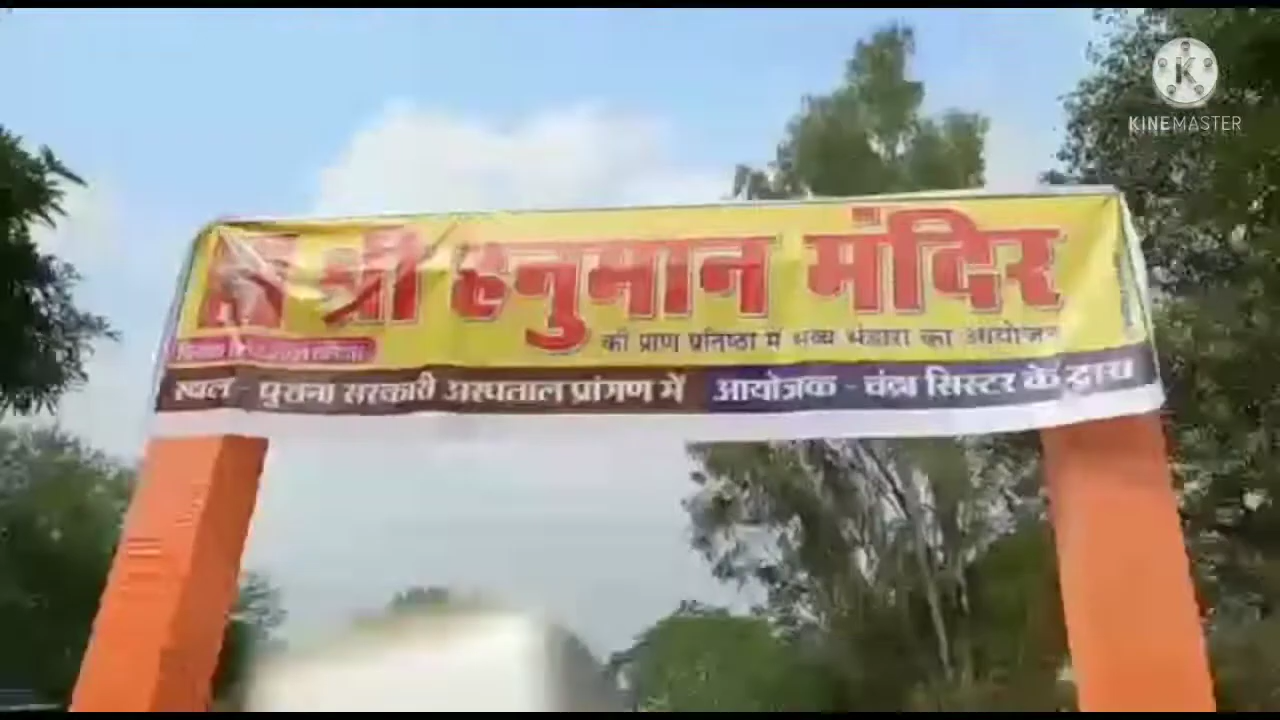 KINEMASTER
श्री हनुमान मंदिर
की प्राण प्रतिष्ठा में भव्य भंडारा का आयोजन
स्थल - पुराना सरकारी अस्पताल प्रांगण में आयोजक - चंद्रा सिस्टर के द्वारा